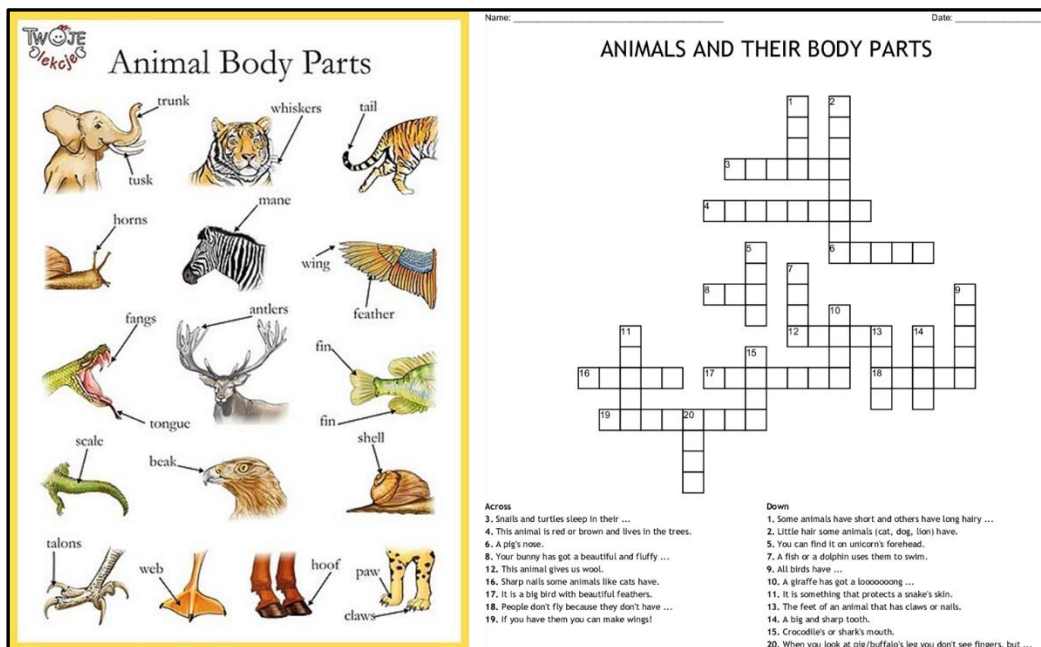 TWOJE
lekcje
Animal Body Parts
trunk
whiskers
tail
tusk
mane
horns
wing
feather
fangs
antlers
fin
tongue
fin
scale
beak
shell
talons
web
hoof
paw
claws
Name: Date:
ANIMALS AND THEIR BODY PARTS
1 2
3
4
5 6
7
8 9
10
11 12 13 14
15
16 17 18
19 20
Across
3. Snails and turtles sleep in their ...
4. This animal is red or brown and lives in the trees.
6. A pig's nose.
8. Your bunny has got a beautiful and fluffy ...
12. This animal gives us wool.
16. Sharp nails some animals like cats have.
17. It is a big bird with beautiful feathers.
18. People don't fly because they don't have ...
19. If you have them you can make wings!
Down
1. Some animals have short and others have long hairy ...
2. Little hair some animals (cat, dog, lion) have.
5. You can find it on unicorn's forehead.
7. A fish or a dolphin uses them to swim.
9. All birds have ...
10. A giraffe has got a looooooong ...
11. It is something that protects a snake's skin.
13. The feet of an animal that has claws or nails.
14. A big and sharp tooth.
15. Crocodile's or shark's mouth.
20. When you look at pig/buffalo's leg you don't see fingers, but ...